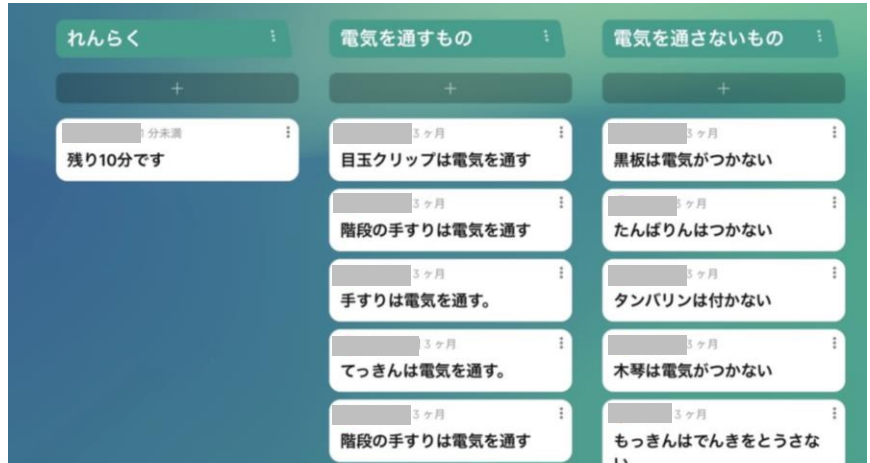 れんらく
+
1分未満
残り10分です
電気を通すもの
+
3ヶ月
目玉クリップは電気を通す
3ヶ月
階段の手すりは電気を通す
3ヶ月
手すりは電気を通す。
3ヶ月
てっきんは電気を通す。
3ヶ月
階段の手すりは電気を通す
電気を通さないもの
+
3ヶ月
黒板は電気がつかない
3ヶ月
たんばりんはつかない
3ヶ月
タンバリンは付かない
3ヶ月
木琴は電気がつかない
3ヶ月
もっきんはでんきをとうさな
い